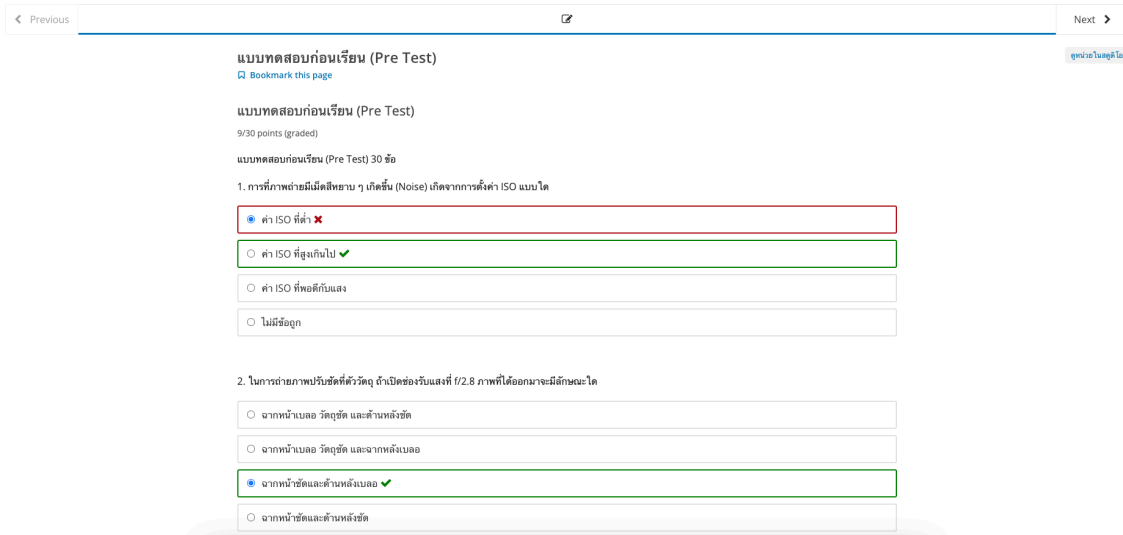 Previous
Next
แบบทดสอบก่อนเรียน (Pre Test)
ดูหน่วยในสตูดิโอ
Bookmark this page
แบบทดสอบก่อนเรียน (Pre Test)
9/30 points (graded)
แบบทดสอบก่อนเรียน (Pre Test) 30 ข้อ
1. การที่ภาพถ่ายมีเม็ดสีหยาบ ๆ เกิดขึ้น (Noise) เกิดจากการตั้งค่า ISO แบบใด
ค่า ISO ที่ต่ำ
ค่า ISO ที่สูงเกินไป
ค่า ISO ที่พอดีกับแสง
ไม่มีข้อถูก
2. ในการถ่ายภาพปรับชัดที่ตัววัตถุ ถ้าเปิดช่องรับแสงที่ f/2.8 ภาพที่ได้ออกมาจะมีลักษณะใด
ฉากหน้าเบลอ วัตถุชัด และด้านหลังชัด
ฉากหน้าเบลอ วัตถุชัด และฉากหลังเบลอ
ฉากหน้าชัดและด้านหลังเบลอ
ฉากหน้าชัดและด้านหลังชัด